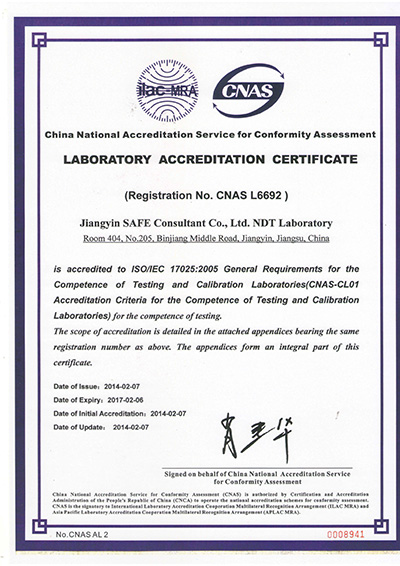 ilac-MRA
CNAS
China National Accreditation Service for Conformity Assessment
LABORATORY ACCREDITATION CERTIFICATE
(Registration No. CNAS L6692 )
Jiangyin SAFE Consultant Co., Ltd. NDT Laboratory
Room 404, No.205, Binjiang Middle Road, Jiangyin, Jiangsu, China
is accredited to ISO/IEC 17025:2005 General Requirements for the
Competence of Testing and Calibration Laboratories(CNAS-CL01
Accreditation Criteria for the Competence of Testing and Calibration
Laboratories) for the competence of testing.
The scope of accreditation is detailed in the attached appendices bearing the same
registration number as above. The appendices form an integral part of this
certificate.
Date of Issue: 2014-02-07
Date of Expiry: 2017-02-06
Date of Initial Accreditation: 2014-02-07
Date of Update: 2014-02-07
Signed on behalf of China National Accreditation Service
for Conformity Assessment
China National Accreditation Service for Conformity Assessment (CNAS) is authorized by Certification and Accreditation
Administration of the People's Republic of China (CNCA) to operate the national accreditation schemes for conformity assessment.
CNAS is the signatory to International Laboratory Accreditation Cooperation Multilateral Recognition Arrangement (ILAC MRA) and
Asia Pacific Laboratory Accreditation Cooperation Multilateral Recognition Arrangement (APLAC MRA).
No.CNAS AL 2
0008941